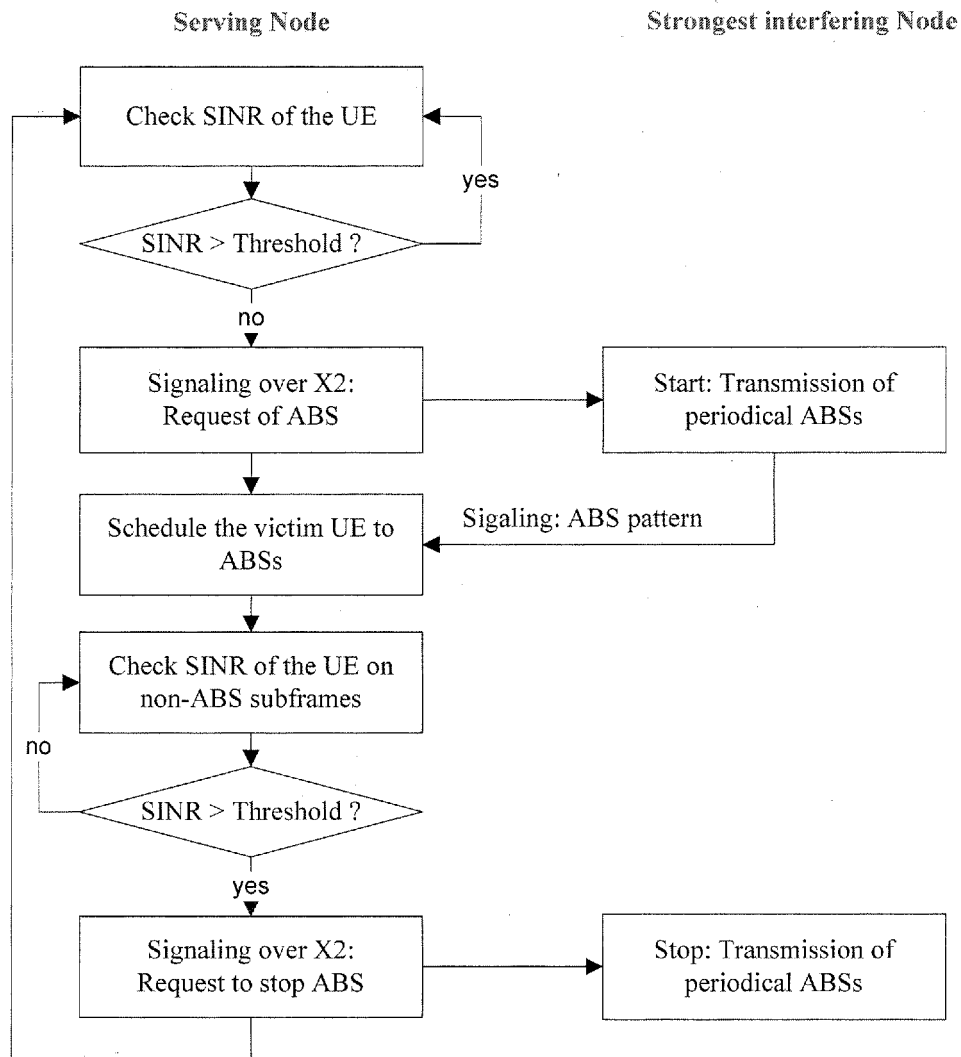 Serving Node
Strongest interfering Node
Check SINR of the UE
yes
SINR > Threshold ?
no
Signaling over X2:
Request of ABS
Start: Transmission of
periodical ABSs
Schedule the victim UE to
ABSs
Sigaling: ABS pattern
Check SINR of the UE on
non-ABS subframes
no
SINR > Threshold ?
yes
Signaling over X2:
Request to stop ABS
Stop: Transmission of
periodical ABSs